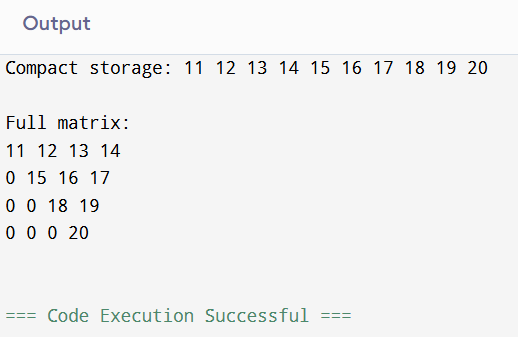 Output
Compact storage: 11 12 13 14 15 16 17 18 19 20
Full matrix:
11 12 13 14
0 15 16 17
0 0 18 19
0 0 0 20
=== Code Execution Successful ===